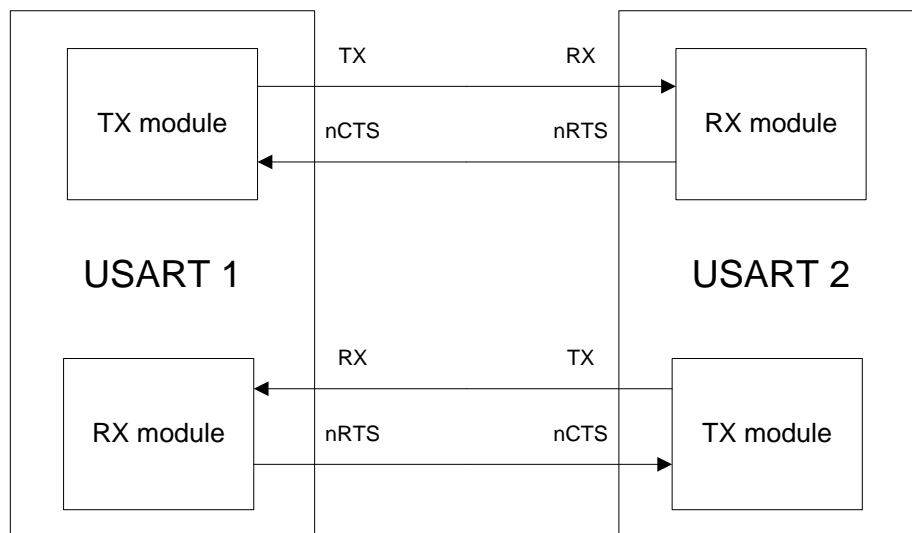 TX RX
TX module RX module
nCTS nRTS
USART 1 USART 2
RX TX
RX module TX module
nRTS nCTS